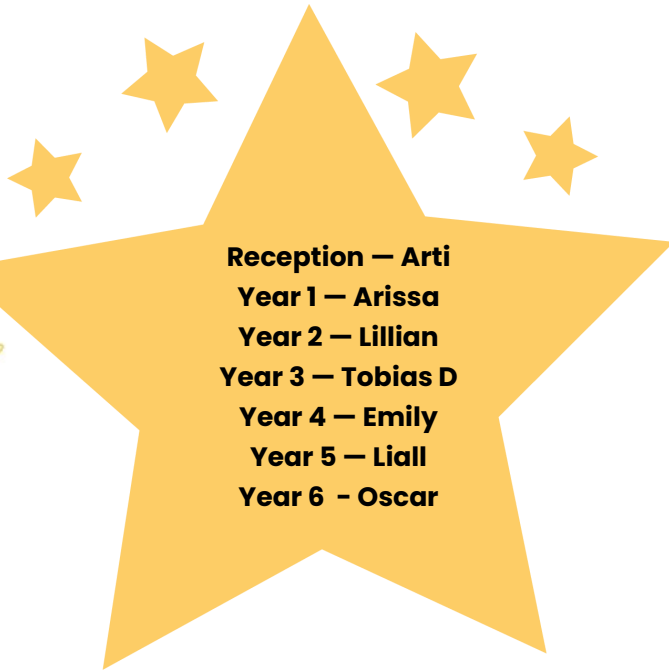 Reception — Arti
Year 1 — Arissa
Year 2 — Lillian
Year 3 — Tobias D
Year 4 — Emily
Year 5 — Liall
Year 6  - Oscar